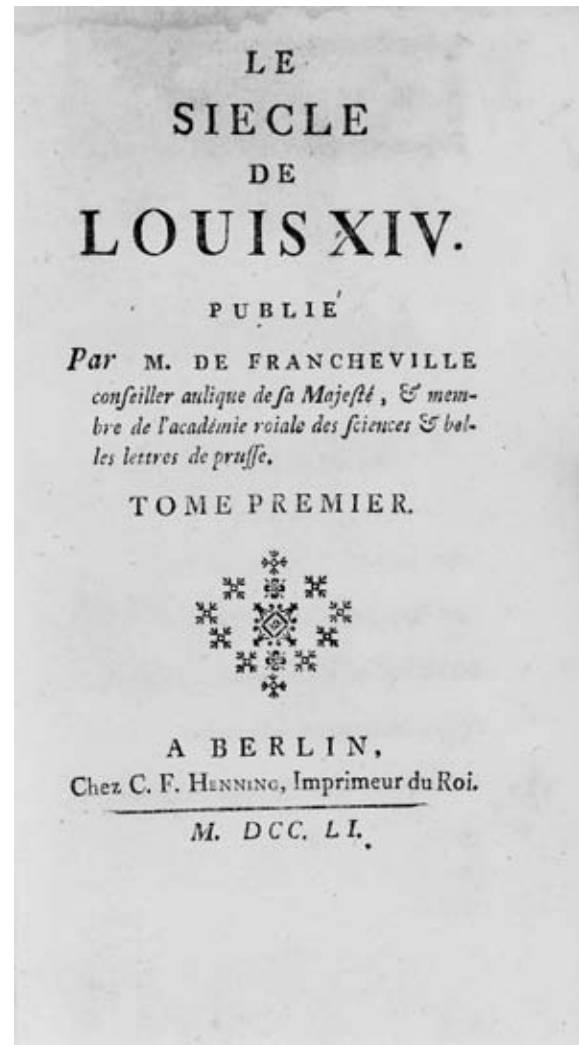 LE
SIECLE
DE
LOUIS XIV.
PUBLIÉ
Par M. DE FRANCHEVILLE
conſeiller aulique de ſa Majeſté, & mem-
bre de l'académie roiale des ſciences & bel-
les lettres de pruſſe.
TOME PREMIER.
A BERLIN,
Chez C. F. HENNING, Imprimeur du Roi.
M. DCC. LI.